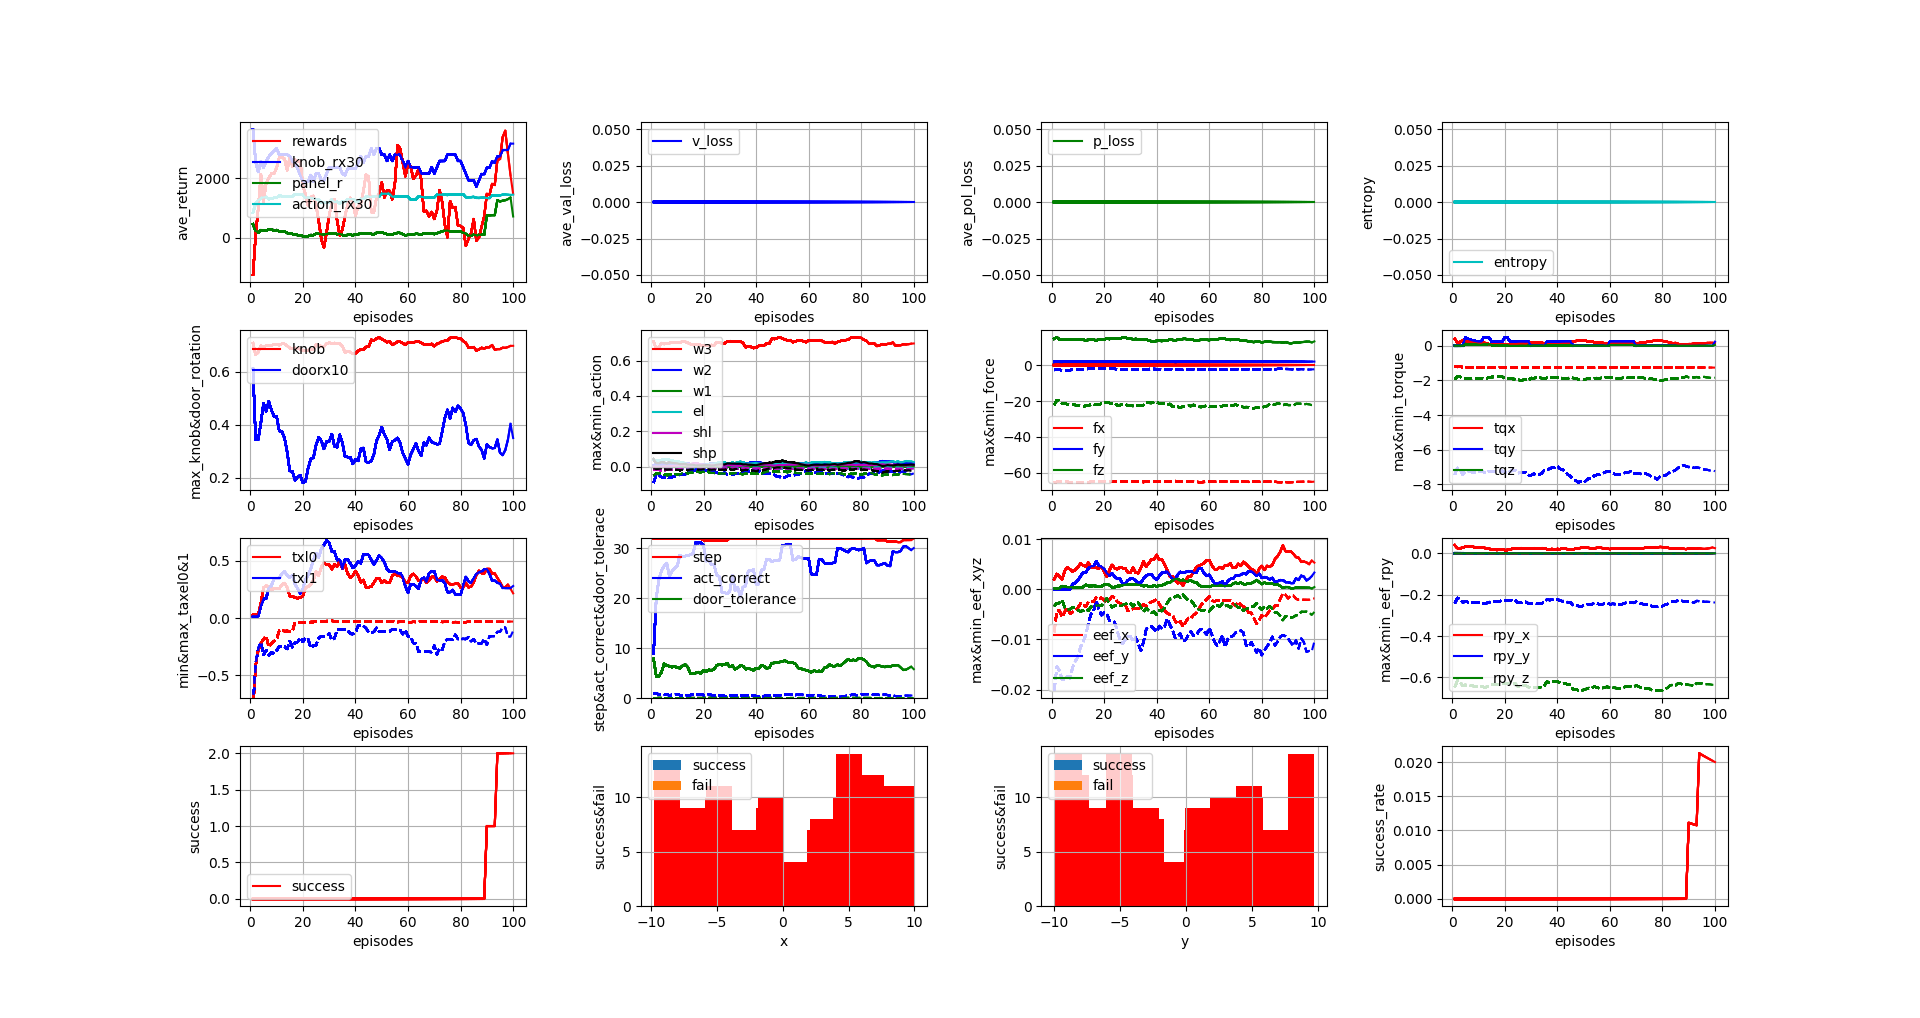 ave_return
rewards
knob_rx30
panel_r
action_rx30
2000
0
0 20 40 60 80 100
episodes
ave_val_loss
v_loss
0.050
0.025
0.000
−0.025
−0.050
0 20 40 60 80 100
episodes
ave_pol_loss
p_loss
0.050
0.025
0.000
−0.025
−0.050
0 20 40 60 80 100
episodes
entropy
entropy
0.050
0.025
0.000
−0.025
−0.050
0 20 40 60 80 100
episodes
max_knob&door_rotation
knob
doorx10
0.6
0.4
0.2
0 20 40 60 80 100
episodes
max&min_action
w3
w2
w1
el
shl
shp
0.6
0.4
0.2
0.0
0 20 40 60 80 100
episodes
max&min_force
fx
fy
fz
0
−20
−40
−60
0 20 40 60 80 100
episodes
max&min_torque
tqx
tqy
tqz
0
−2
−4
−6
−8
0 20 40 60 80 100
episodes
min&max_taxel0&1
txl0
txl1
0.5
0.0
−0.5
0 20 40 60 80 100
episodes
step&act_correct&door_tolerace
step
act_correct
door_tolerance
30
20
10
0
0 20 40 60 80 100
episodes
max&min_eef_xyz
eef_x
eef_y
eef_z
0.01
0.00
−0.01
−0.02
0 20 40 60 80 100
episodes
max&min_eef_rpy
rpy_x
rpy_y
rpy_z
0.0
−0.2
−0.4
−0.6
0 20 40 60 80 100
episodes
success
success
2.0
1.5
1.0
0.5
0.0
0 20 40 60 80 100
episodes
success&fail
success
fail
10
5
0
−10 −5 0 5 10
x
success&fail
success
fail
10
5
0
−10 −5 0 5 10
y
success_rate
0.020
0.015
0.010
0.005
0.000
0 20 40 60 80 100
episodes